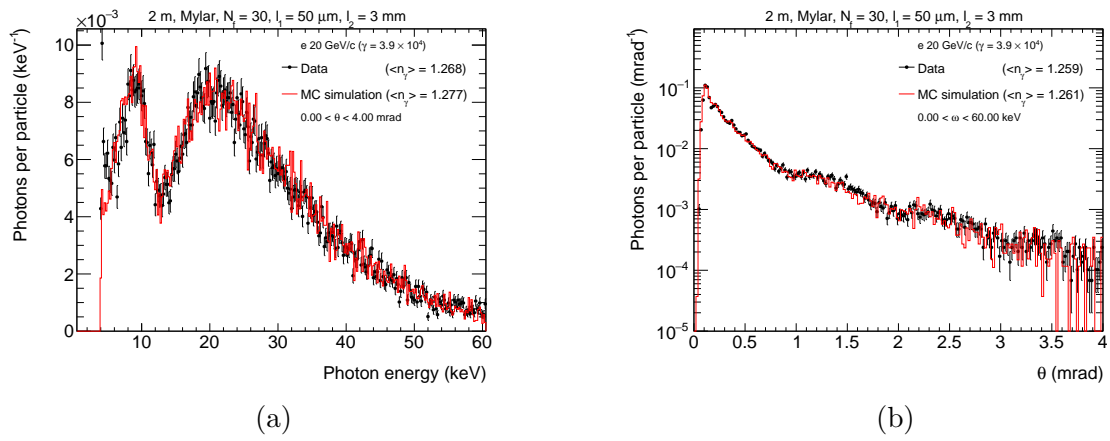 2 m, Mylar, N_f = 30, l_1 = 50 μm, l_2 = 3 mm
×10⁻³
Photons per particle (keV⁻¹)
10
8
6
4
2
0
e 20 GeV/c (γ = 3.9 × 10⁴)
Data (<n_γ> = 1.268)
MC simulation (<n_γ> = 1.277)
0.00 < θ < 4.00 mrad
10 20 30 40 50 60
Photon energy (keV)
(a)
2 m, Mylar, N_f = 30, l_1 = 50 μm, l_2 = 3 mm
Photons per particle (mrad⁻¹)
10⁻¹
10⁻²
10⁻³
10⁻⁴
10⁻⁵
e 20 GeV/c (γ = 3.9 × 10⁴)
Data (<n_γ> = 1.259)
MC simulation (<n_γ> = 1.261)
0.00 < ω < 60.00 keV
0 0.5 1 1.5 2 2.5 3 3.5 4
θ (mrad)
(b)